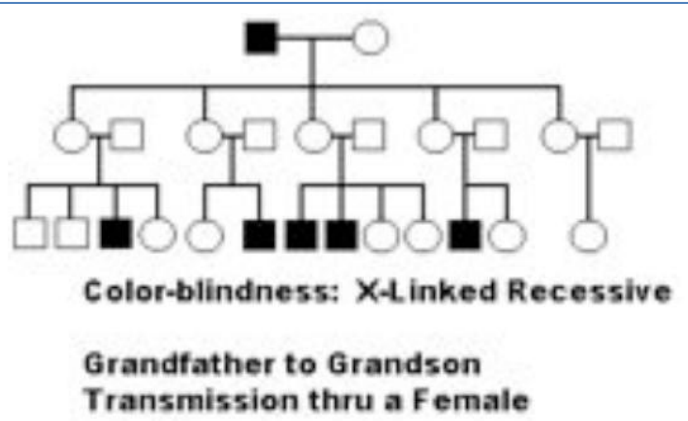 Color-blindness: X-Linked Recessive
Grandfather to Grandson
Transmission thru a Female